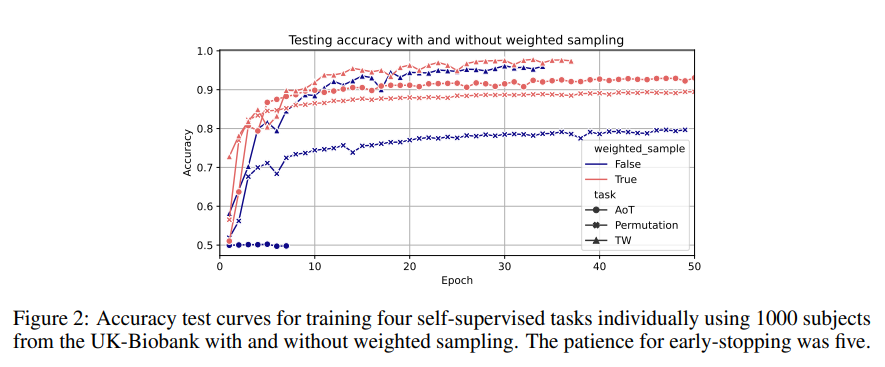 Testing accuracy with and without weighted sampling
1.0
0.9
0.8
0.7
0.6
0.5
Accuracy
weighted_sample
False
True
task
AoT
Permutation
TW
0 10 20 30 40 50
Epoch
Figure 2: Accuracy test curves for training four self-supervised tasks individually using 1000 subjects
from the UK-Biobank with and without weighted sampling. The patience for early-stopping was five.